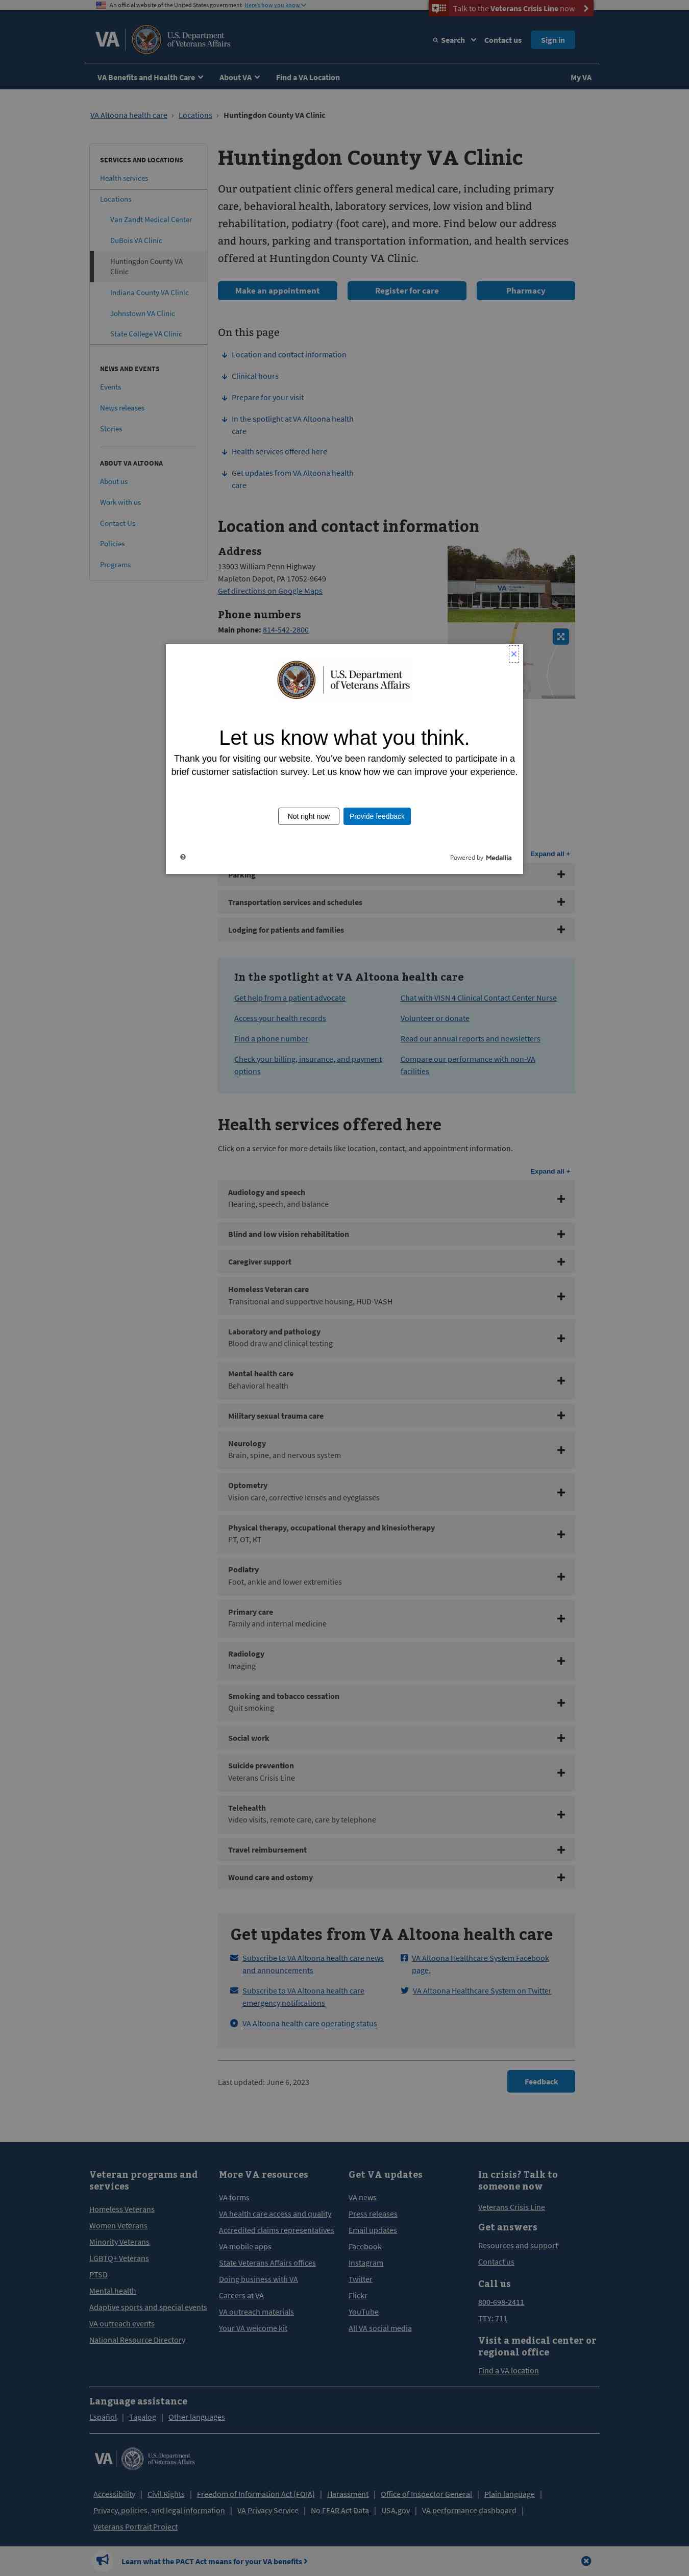 An official website of the United States government Here's how you know
Talk to the Veterans Crisis Line now
VA
U.S. Department
of Veterans Affairs
Search
Contact us
Sign in
VA Benefits and Health Care
About VA
Find a VA Location
My VA
VA Altoona health care › Locations › Huntingdon County VA Clinic
SERVICES AND LOCATIONS
Health services
Locations
Van Zandt Medical Center
DuBois VA Clinic
Huntingdon County VA
Clinic
Indiana County VA Clinic
Johnstown VA Clinic
State College VA Clinic
NEWS AND EVENTS
Events
News releases
Stories
ABOUT VA ALTOONA
About us
Work with us
Contact Us
Policies
Programs
Huntingdon County VA Clinic
Our outpatient clinic offers general medical care, including primary
care, behavioral health, laboratory services, low vision and blind
rehabilitation, podiatry (foot care), and more. Find below our address
and hours, parking and transportation information, and health services
offered at Huntingdon County VA Clinic.
Make an appointment
Register for care
Pharmacy
On this page
Location and contact information
Clinical hours
Prepare for your visit
In the spotlight at VA Altoona health
care
Health services offered here
Get updates from VA Altoona health
care
Location and contact information
Address
13903 William Penn Highway
Mapleton Depot, PA 17052-9649
Get directions on Google Maps
Phone numbers
Main phone: 814-542-2800
VA
×
U.S. Department
of Veterans Affairs
Let us know what you think.
Thank you for visiting our website. You've been randomly selected to participate in a
brief customer satisfaction survey. Let us know how we can improve your experience.
Not right now
Provide feedback
Powered by Medallia
Expand all +
Parking
Transportation services and schedules
Lodging for patients and families
In the spotlight at VA Altoona health care
Get help from a patient advocate
Chat with VISN 4 Clinical Contact Center Nurse
Access your health records
Volunteer or donate
Find a phone number
Read our annual reports and newsletters
Check your billing, insurance, and payment
options
Compare our performance with non-VA
facilities
Health services offered here
Click on a service for more details like location, contact, and appointment information.
Expand all +
Audiology and speech
Hearing, speech, and balance
Blind and low vision rehabilitation
Caregiver support
Homeless Veteran care
Transitional and supportive housing, HUD-VASH
Laboratory and pathology
Blood draw and clinical testing
Mental health care
Behavioral health
Military sexual trauma care
Neurology
Brain, spine, and nervous system
Optometry
Vision care, corrective lenses and eyeglasses
Physical therapy, occupational therapy and kinesiotherapy
PT, OT, KT
Podiatry
Foot, ankle and lower extremities
Primary care
Family and internal medicine
Radiology
Imaging
Smoking and tobacco cessation
Quit smoking
Social work
Suicide prevention
Veterans Crisis Line
Telehealth
Video visits, remote care, care by telephone
Travel reimbursement
Wound care and ostomy
Get updates from VA Altoona health care
Subscribe to VA Altoona health care news
and announcements
VA Altoona Healthcare System Facebook
page.
Subscribe to VA Altoona health care
emergency notifications
VA Altoona Healthcare System on Twitter
VA Altoona health care operating status
Last updated: June 6, 2023
Feedback
Veteran programs and
services
Homeless Veterans
Women Veterans
Minority Veterans
LGBTQ+ Veterans
PTSD
Mental health
Adaptive sports and special events
VA outreach events
National Resource Directory
More VA resources
VA forms
VA health care access and quality
Accredited claims representatives
VA mobile apps
State Veterans Affairs offices
Doing business with VA
Careers at VA
VA outreach materials
Your VA welcome kit
Get VA updates
VA news
Press releases
Email updates
Facebook
Instagram
Twitter
Flickr
YouTube
All VA social media
In crisis? Talk to
someone now
Veterans Crisis Line
Get answers
Resources and support
Contact us
Call us
800-698-2411
TTY: 711
Visit a medical center or
regional office
Find a VA location
Language assistance
Español | Tagalog | Other languages
VA
U.S. Department
of Veterans Affairs
Accessibility | Civil Rights | Freedom of Information Act (FOIA) | Harassment | Office of Inspector General | Plain language |
Privacy, policies, and legal information | VA Privacy Service | No FEAR Act Data | USA.gov | VA performance dashboard |
Veterans Portrait Project
Learn what the PACT Act means for your VA benefits